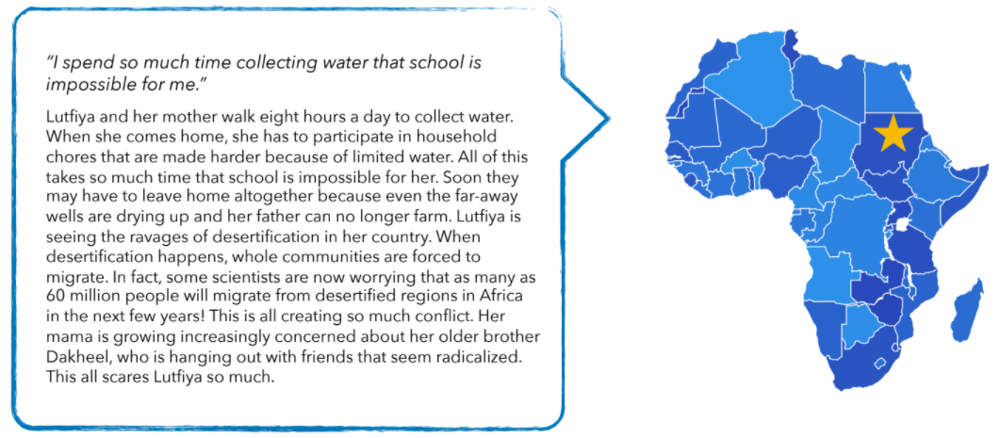 "I spend so much time collecting water that school is
impossible for me."
Lutfiya and her mother walk eight hours a day to collect water.
When she comes home, she has to participate in household
chores that are made harder because of limited water. All of this
takes so much time that school is impossible for her. Soon they
may have to leave home altogether because even the far-away
wells are drying up and her father can no longer farm. Lutfiya is
seeing the ravages of desertification in her country. When
desertification happens, whole communities are forced to
migrate. In fact, some scientists are now worrying that as many as
60 million people will migrate from desertified regions in Africa
in the next few years! This is all creating so much conflict. Her
mama is growing increasingly concerned about her older brother
Dakheel, who is hanging out with friends that seem radicalized.
This all scares Lutfiya so much.